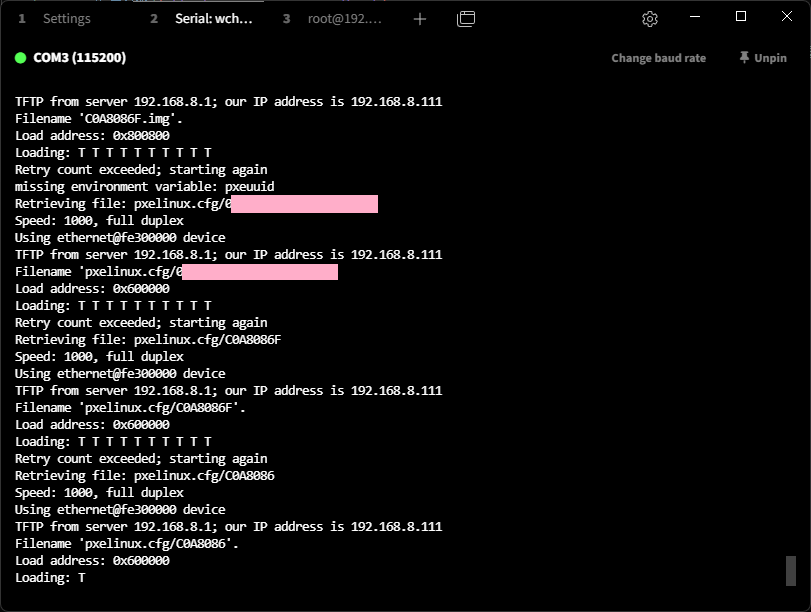 1 Settings 2 Serial: wch... 3 root@192....
COM3 (115200) Change baud rate Unpin
TFTP from server 192.168.8.1; our IP address is 192.168.8.111
Filename 'C0A8086F.img'.
Load address: 0x800800
Loading: T T T T T T T T T T
Retry count exceeded; starting again
missing environment variable: pxeuuid
Retrieving file: pxelinux.cfg/0
Speed: 1000, full duplex
Using ethernet@fe300000 device
TFTP from server 192.168.8.1; our IP address is 192.168.8.111
Filename 'pxelinux.cfg/0
Load address: 0x600000
Loading: T T T T T T T T T T
Retry count exceeded; starting again
Retrieving file: pxelinux.cfg/C0A8086F
Speed: 1000, full duplex
Using ethernet@fe300000 device
TFTP from server 192.168.8.1; our IP address is 192.168.8.111
Filename 'pxelinux.cfg/C0A8086F'.
Load address: 0x600000
Loading: T T T T T T T T T T
Retry count exceeded; starting again
Retrieving file: pxelinux.cfg/C0A8086
Speed: 1000, full duplex
Using ethernet@fe300000 device
TFTP from server 192.168.8.1; our IP address is 192.168.8.111
Filename 'pxelinux.cfg/C0A8086'.
Load address: 0x600000
Loading: T